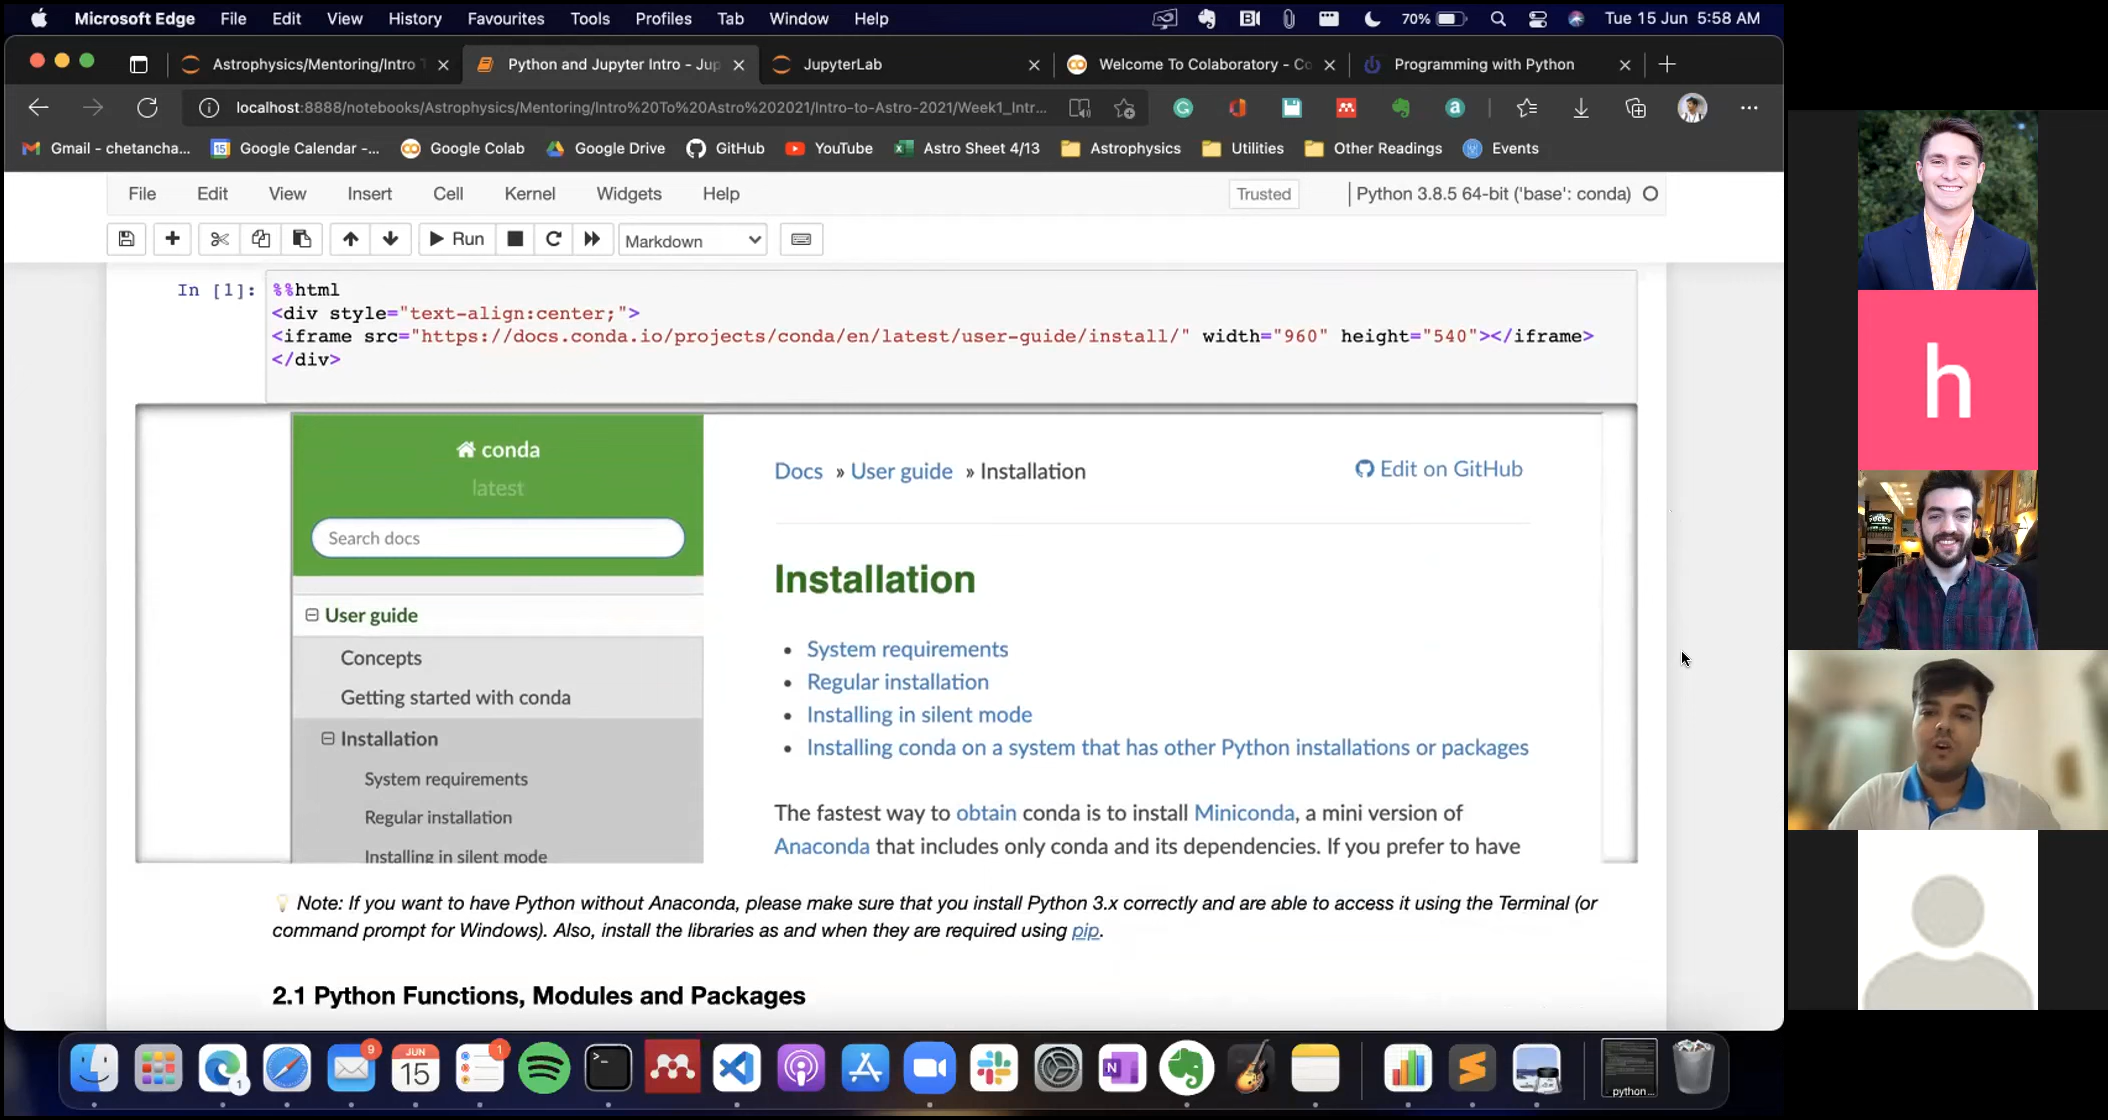 Microsoft Edge File Edit View History Favourites Tools Profiles Tab Window Help 70% Tue 15 Jun 5:58 AM
Astrophysics/Mentoring/Intro T Python and Jupyter Intro - Jup JupyterLab Welcome To Colaboratory - Co Programming with Python
localhost:8888/notebooks/Astrophysics/Mentoring/Intro%20To%20Astro%202021/Intro-to-Astro-2021/Week1_Intr...
Gmail - chetancha... 15 Google Calendar -... Google Colab Google Drive GitHub YouTube Astro Sheet 4/13 Astrophysics Utilities Other Readings Events
File Edit View Insert Cell Kernel Widgets Help Trusted Python 3.8.5 64-bit ('base': conda)
Run Markdown
In [1]: %%html
<div style="text-align:center;">
<iframe src="https://docs.conda.io/projects/conda/en/latest/user-guide/install/" width="960" height="540"></iframe>
</div>
conda
latest
Search docs
User guide
Concepts
Getting started with conda
Installation
System requirements
Regular installation
Installing in silent mode
Docs » User guide » Installation Edit on GitHub
Installation
• System requirements
• Regular installation
• Installing in silent mode
• Installing conda on a system that has other Python installations or packages
The fastest way to obtain conda is to install Miniconda, a mini version of
Anaconda that includes only conda and its dependencies. If you prefer to have
Note: If you want to have Python without Anaconda, please make sure that you install Python 3.x correctly and are able to access it using the Terminal (or
command prompt for Windows). Also, install the libraries as and when they are required using pip.
2.1 Python Functions, Modules and Packages
h
1 9 JUN 15 1 N python...